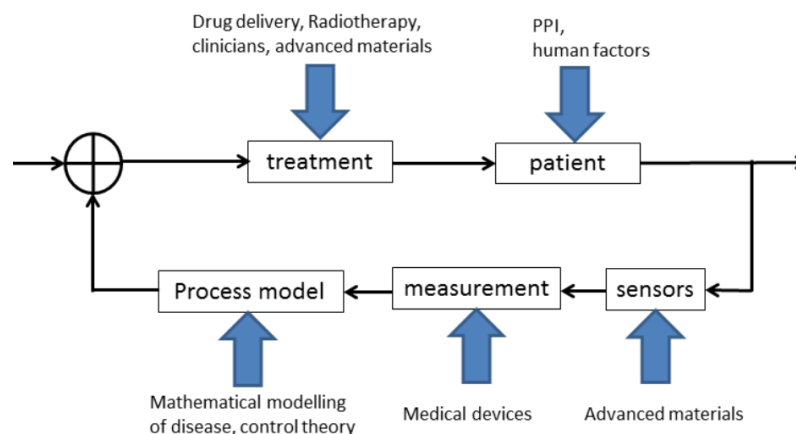 Drug delivery, Radiotherapy,
clinicians, advanced materials
PPI,
human factors
treatment
patient
Process model
measurement
sensors
Mathematical modelling
of disease, control theory
Medical devices
Advanced materials